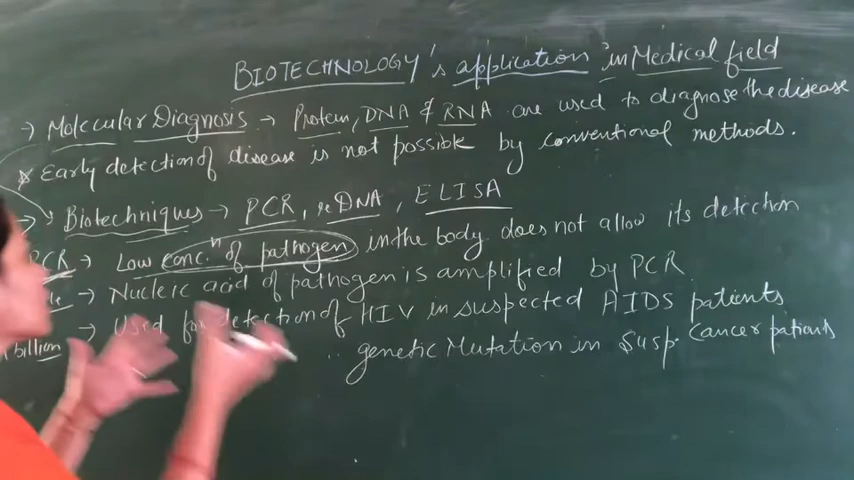 BIOTECHNOLOGY's application in Medical field
→ Molecular Diagnosis → Protein, DNA & RNA are used to diagnose the disease
* Early detection of disease is not possible by conventional methods.
→ Biotechniques → PCR, rDNA, ELISA
PCR → Low concⁿ of pathogen in the body does not allow its detection
→ Nucleic acid of pathogen is amplified by PCR
→ Used for detection of HIV in suspected AIDS patients
billion .. genetic Mutation in Susp. Cancer patients